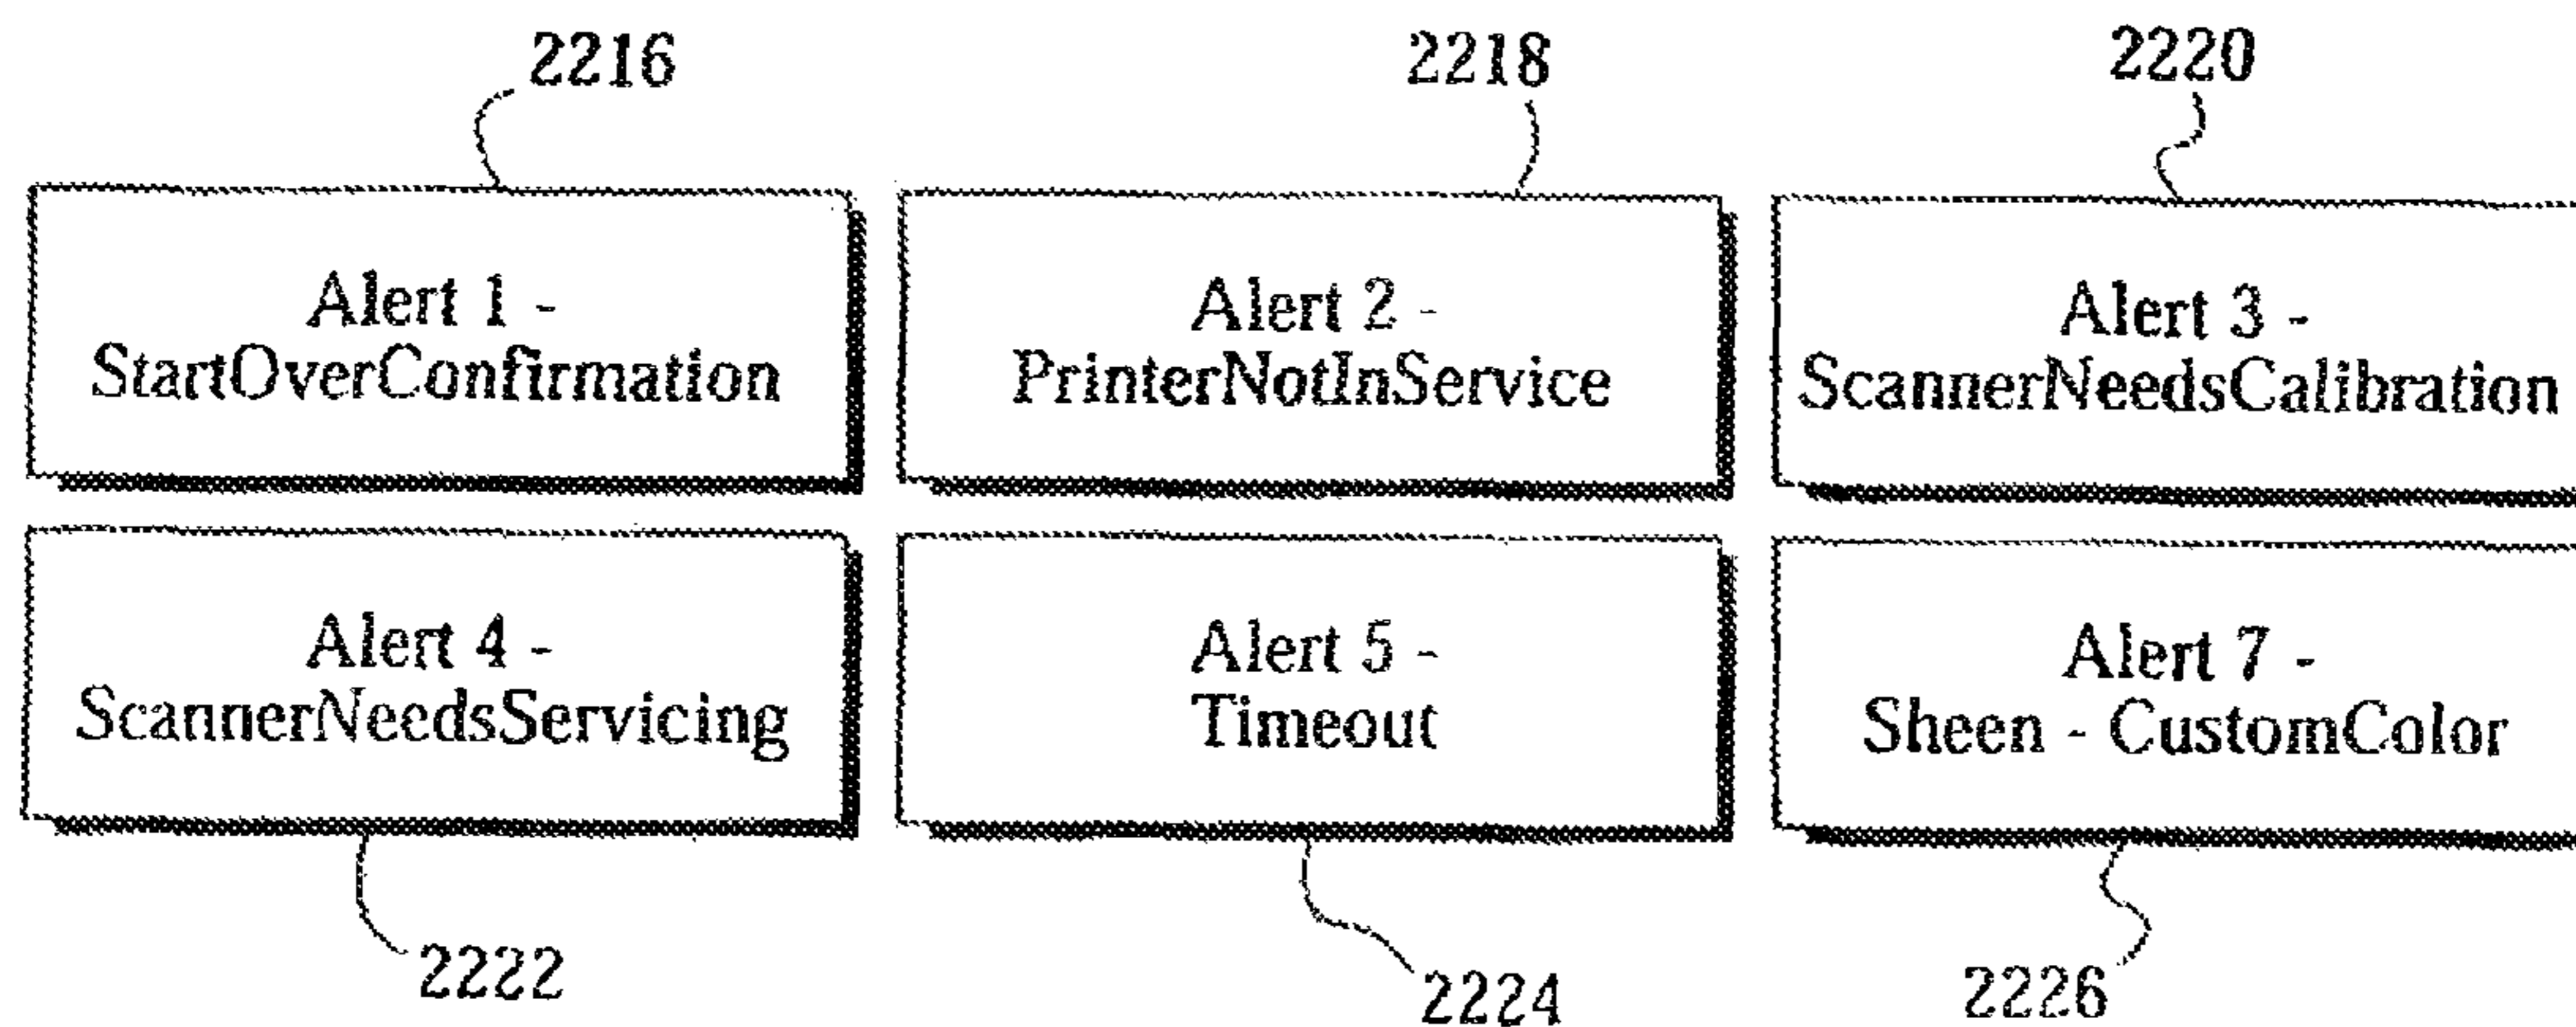 2216
2218
2220
Alert 1 -
StartOverConfirmation
Alert 2 -
PrinterNotInService
Alert 3 -
ScannerNeedsCalibration
Alert 4 -
ScannerNeedsServicing
Alert 5 -
Timeout
Alert 7 -
Sheen - CustomColor
2222
2224
2226